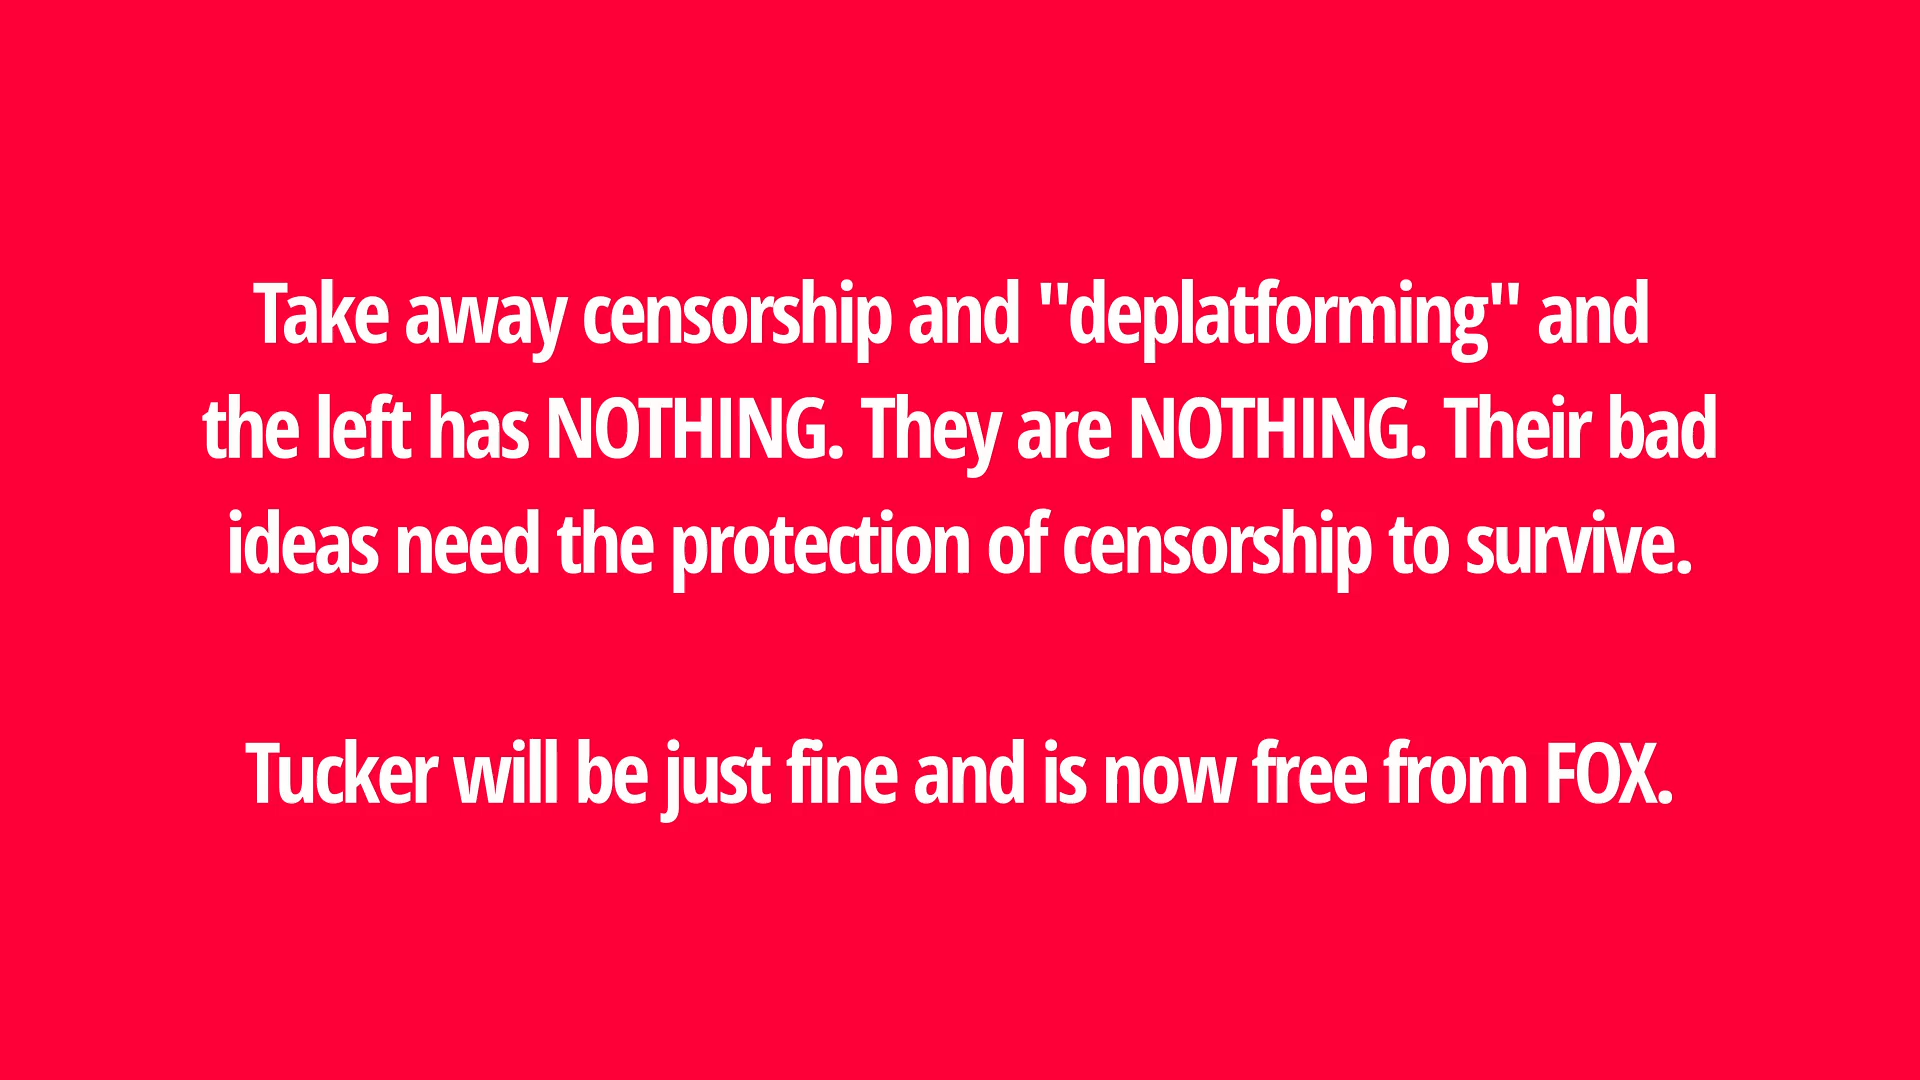 Take away censorship and "deplatforming" and
the left has NOTHING. They are NOTHING. Their bad
ideas need the protection of censorship to survive.
Tucker will be just fine and is now free from FOX.